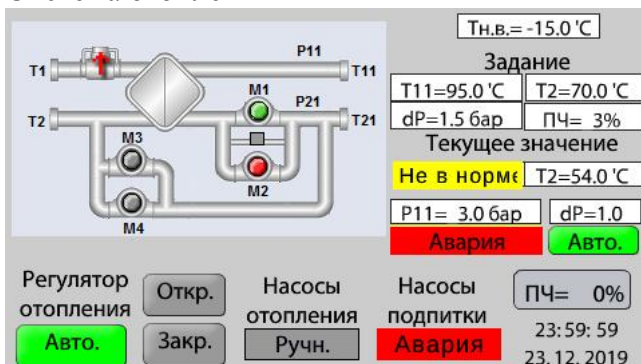 Тн.в.= -15.0 'C
P11
T1
T11
Задание
T11=95.0 'C T2=70.0 'C
M1
P21
T2
T21
dP=1.5 бар ПЧ= 3%
M3
Текущее значение
Не в норме T2=54.0 'C
M2
P11= 3.0 бар dP=1.0
M4
Авария Авто.
Регулятор отопления
Откр.
Насосы отопления
Насосы подпитки
ПЧ= 0%
Авто.
Закр.
Ручн.
Авария
23:59: 59
23.12. 2019